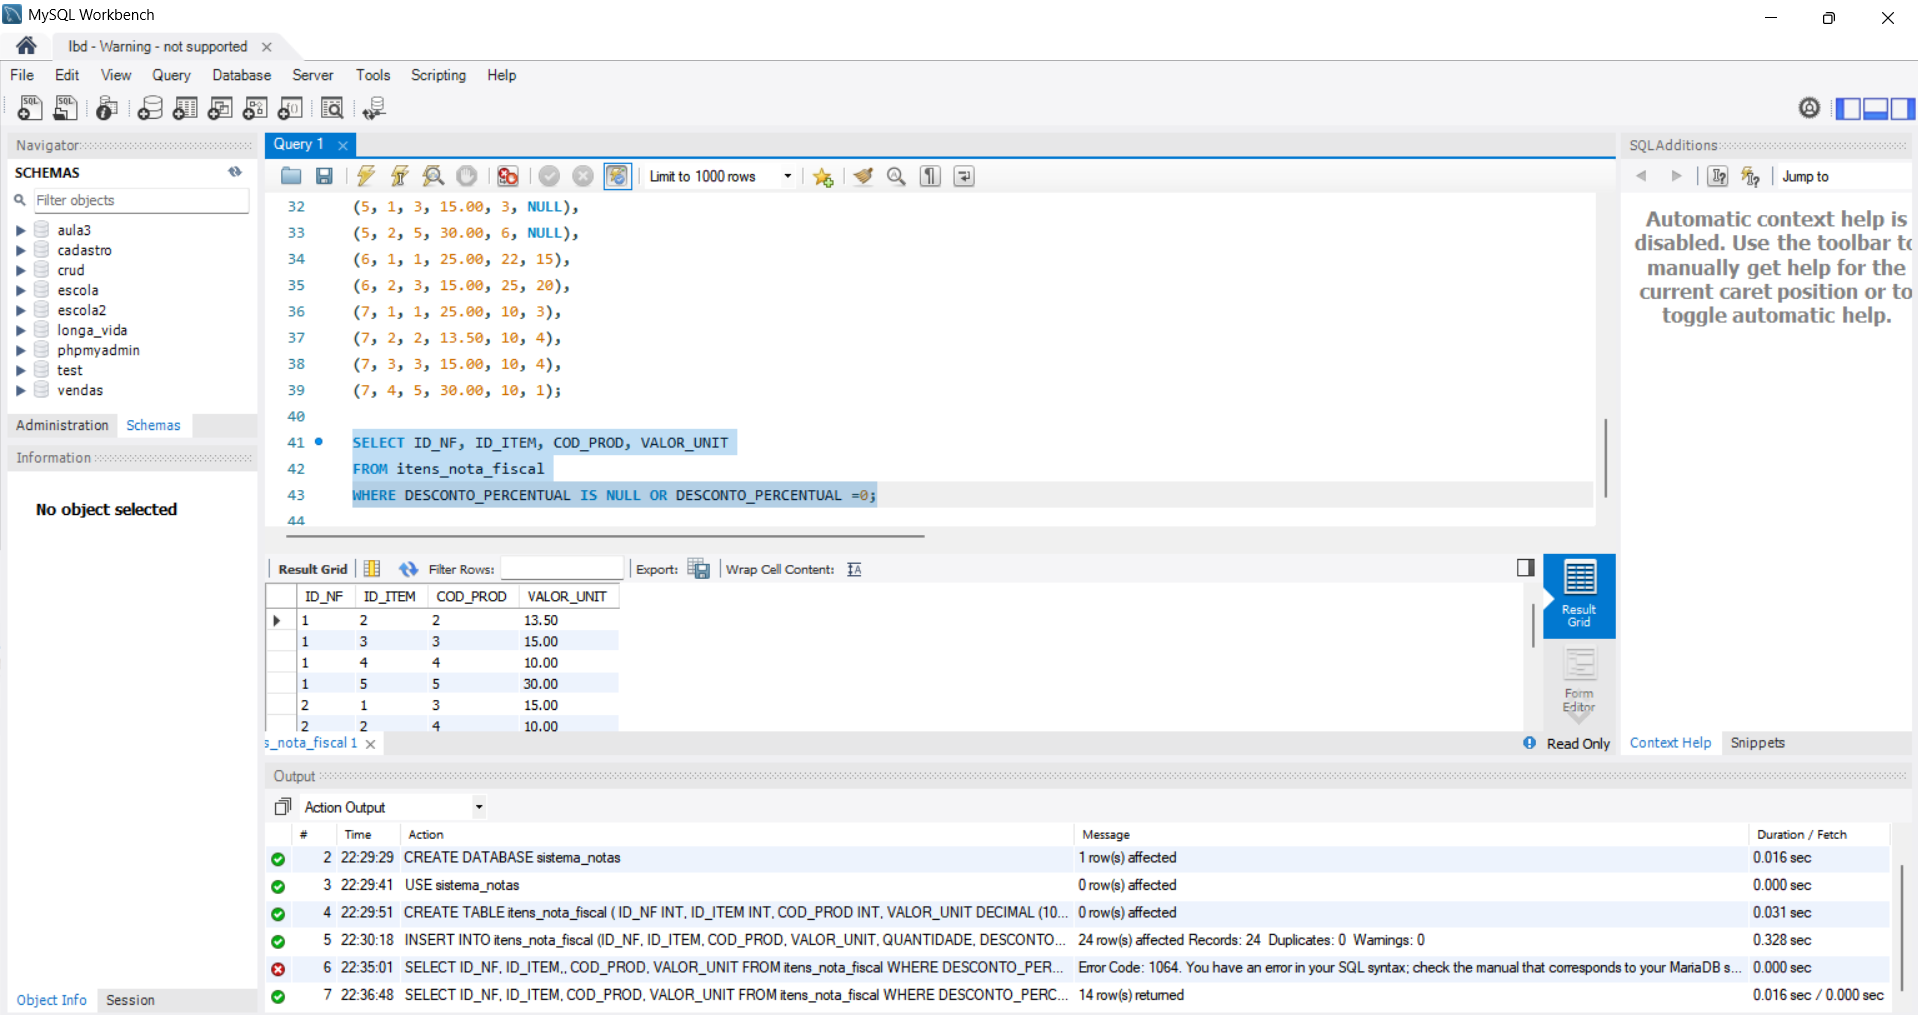 MySQL Workbench
lbd - Warning - not supported
File Edit View Query Database Server Tools Scripting Help
Navigator
SCHEMAS
Filter objects
aula3
cadastro
crud
escola
escola2
longa_vida
phpmyadmin
test
vendas
Administration Schemas
Information
No object selected
Object Info Session
Query 1
Limit to 1000 rows
32 (5, 1, 3, 15.00, 3, NULL),
33 (5, 2, 5, 30.00, 6, NULL),
34 (6, 1, 1, 25.00, 22, 15),
35 (6, 2, 3, 15.00, 25, 20),
36 (7, 1, 1, 25.00, 10, 3),
37 (7, 2, 2, 13.50, 10, 4),
38 (7, 3, 3, 15.00, 10, 4),
39 (7, 4, 5, 30.00, 10, 1);
40
41 SELECT ID_NF, ID_ITEM, COD_PROD, VALOR_UNIT
42 FROM itens_nota_fiscal
43 WHERE DESCONTO_PERCENTUAL IS NULL OR DESCONTO_PERCENTUAL =0;
44
Result Grid Filter Rows: Export: Wrap Cell Content:
ID_NF ID_ITEM COD_PROD VALOR_UNIT
1 2 2 13.50
1 3 3 15.00
1 4 4 10.00
1 5 5 30.00
2 1 3 15.00
2 2 4 10.00
Result
Grid
Form
Editor
s_nota_fiscal 1
Read Only
SQLAdditions
Jump to
Automatic context help is
disabled. Use the toolbar to
manually get help for the
current caret position or to
toggle automatic help.
Context Help Snippets
Output
Action Output
# Time Action Message Duration / Fetch
2 22:29:29 CREATE DATABASE sistema_notas 1 row(s) affected 0.016 sec
3 22:29:41 USE sistema_notas 0 row(s) affected 0.000 sec
4 22:29:51 CREATE TABLE itens_nota_fiscal ( ID_NF INT, ID_ITEM INT, COD_PROD INT, VALOR_UNIT DECIMAL (10... 0 row(s) affected 0.031 sec
5 22:30:18 INSERT INTO itens_nota_fiscal (ID_NF, ID_ITEM, COD_PROD, VALOR_UNIT, QUANTIDADE, DESCONTO... 24 row(s) affected Records: 24 Duplicates: 0 Warnings: 0 0.328 sec
6 22:35:01 SELECT ID_NF, ID_ITEM,, COD_PROD, VALOR_UNIT FROM itens_nota_fiscal WHERE DESCONTO_PER... Error Code: 1064. You have an error in your SQL syntax; check the manual that corresponds to your MariaDB s... 0.000 sec
7 22:36:48 SELECT ID_NF, ID_ITEM, COD_PROD, VALOR_UNIT FROM itens_nota_fiscal WHERE DESCONTO_PERC... 14 row(s) returned 0.016 sec / 0.000 sec